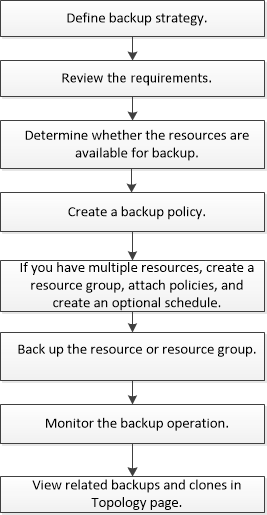 Define backup strategy.
Review the requirements.
Determine whether the resources are
available for backup.
Create a backup policy.
If you have multiple resources, create a
resource group, attach policies, and
create an optional schedule.
Back up the resource or resource group.
Monitor the backup operation.
View related backups and clones in
Topology page.